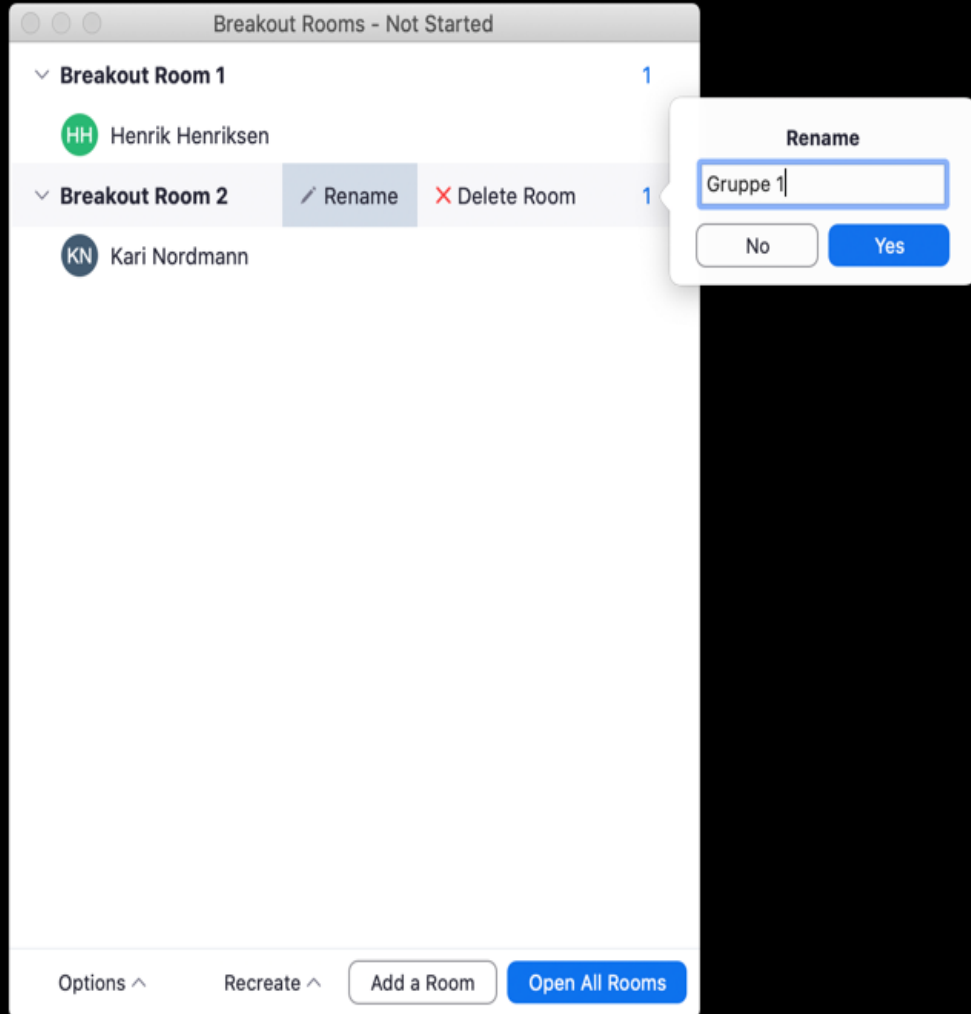 Breakout Rooms - Not Started
Breakout Room 1 1
HH Henrik Henriksen
Breakout Room 2 Rename Delete Room 1
KN Kari Nordmann
Rename
Gruppe 1
No Yes
Options Recreate Add a Room Open All Rooms